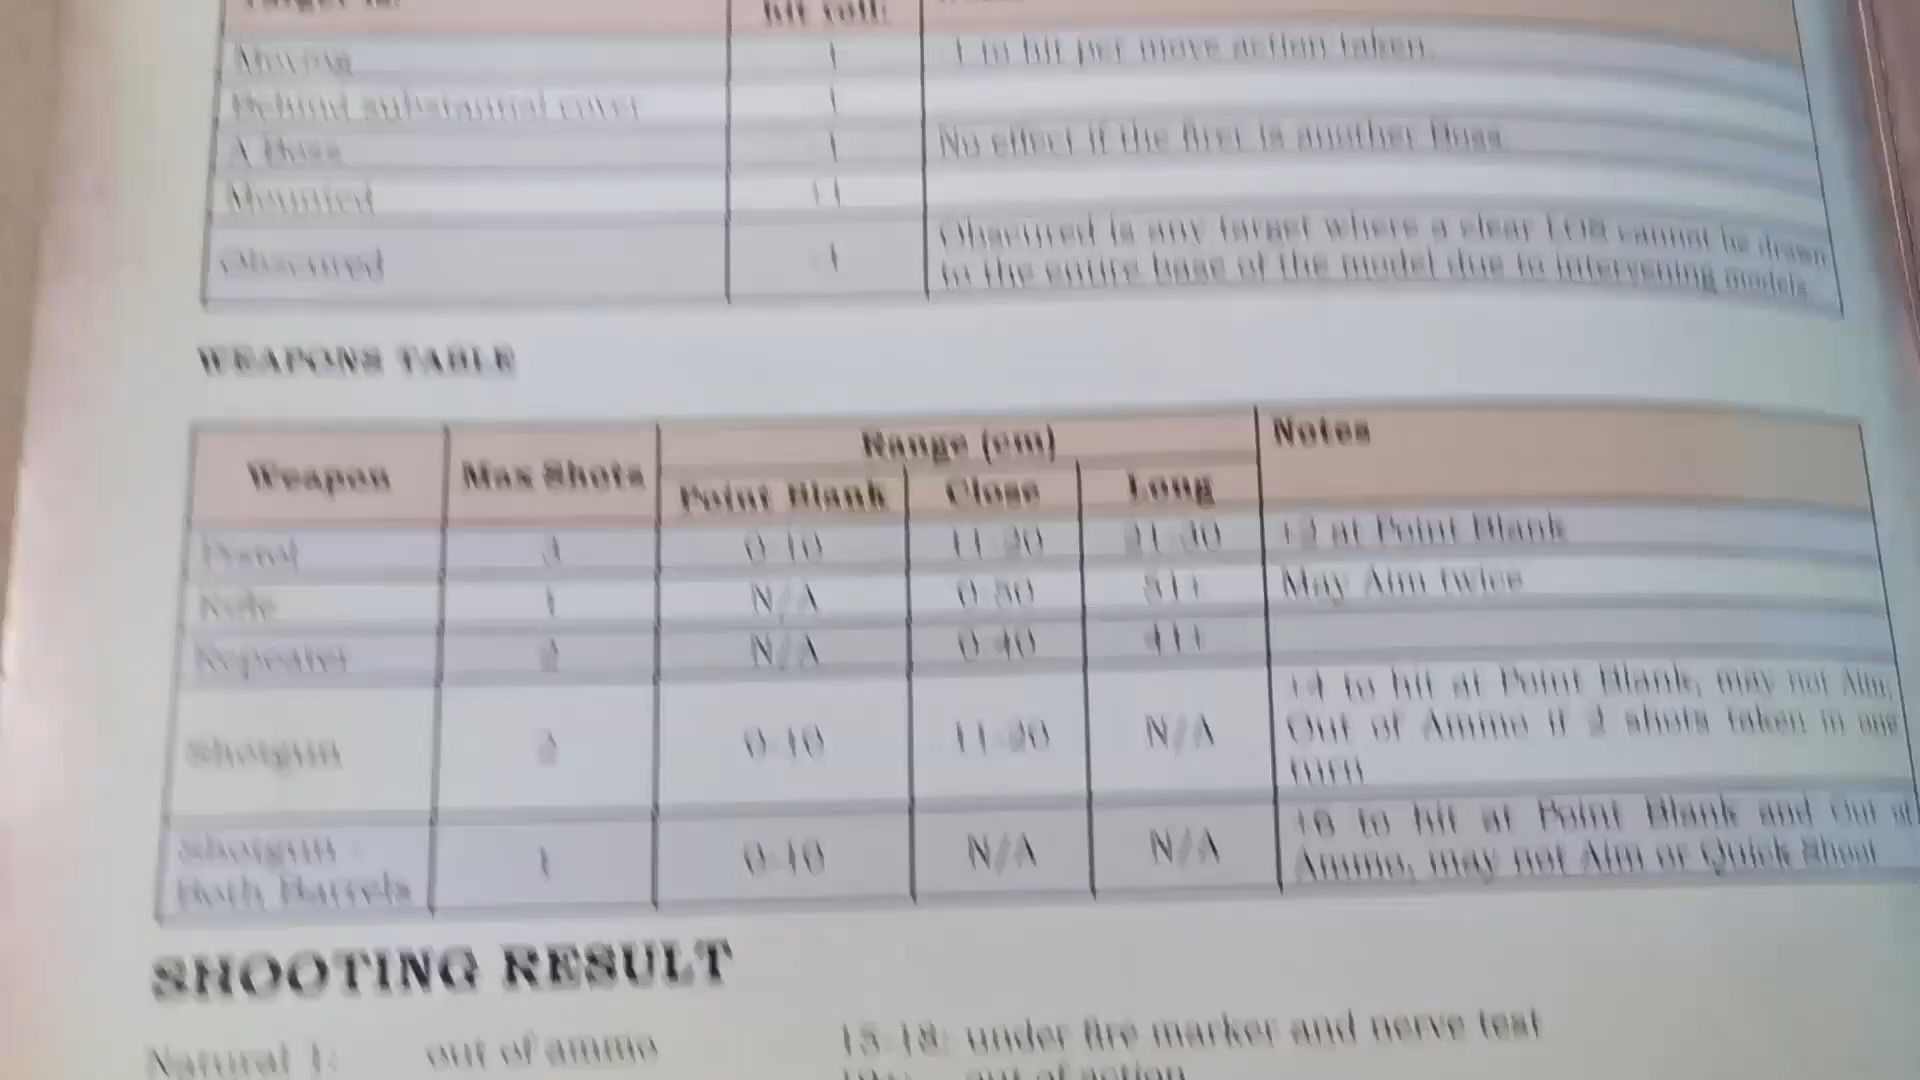 hit roll:
Moving -1 -1 to hit per move action taken.
Behind substantial cover -1
A Boss -1 No effect if the firer is another Boss
Mounted +1
Obscured -1 Obscured is any target where a clear LOS cannot be drawn
to the entire base of the model due to intervening models
WEAPONS TABLE
Weapon Max Shots Range (cm) Notes
Point Blank Close Long
Pistol 3 0-10 11-20 21-30 at Point Blank
Rifle 1 N/A 0-50 51+ May Aim twice
Repeater 2 N/A 0-40 41+
Shotgun 2 0-10 11-20 N/A to hit at Point Blank, may not Aim,
Out of Ammo if 2 shots taken in one
turn
Shotgun - 1 0-10 N/A N/A to hit at Point Blank and Out of
Both Barrels Ammo, may not Aim or Quick Shoot
SHOOTING RESULT
Natural 1: out of ammo 15-18: under fire marker and nerve test
out of action